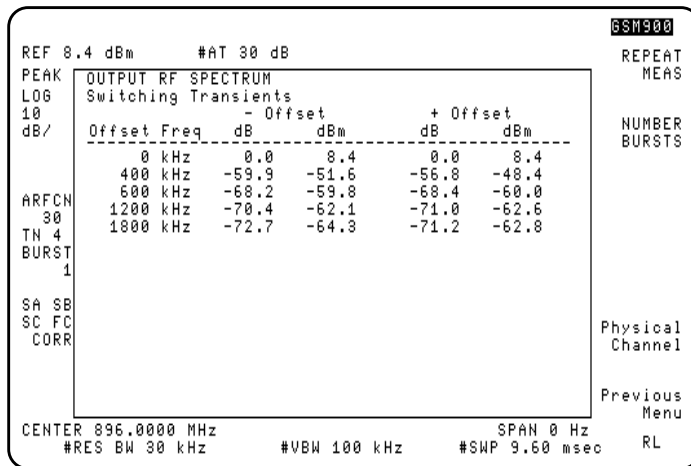 GSM900
REF 8.4 dBm #AT 30 dB
REPEAT
MEAS
PEAK
LOG
10
dB/
OUTPUT RF SPECTRUM
Switching Transients
- Offset + Offset
Offset Freq dB dBm dB dBm
0 kHz 0.0 8.4 0.0 8.4
400 kHz -59.9 -51.6 -56.8 -48.4
600 kHz -68.2 -59.8 -68.4 -60.0
1200 kHz -70.4 -62.1 -71.0 -62.6
1800 kHz -72.7 -64.3 -71.2 -62.8
NUMBER
BURSTS
ARFCN
30
TN 4
BURST
1
SA SB
SC FC
CORR
Physical
Channel
Previous
Menu
CENTER 896.0000 MHz SPAN 0 Hz
#RES BW 30 kHz #VBW 100 kHz #SWP 9.60 msec
RL